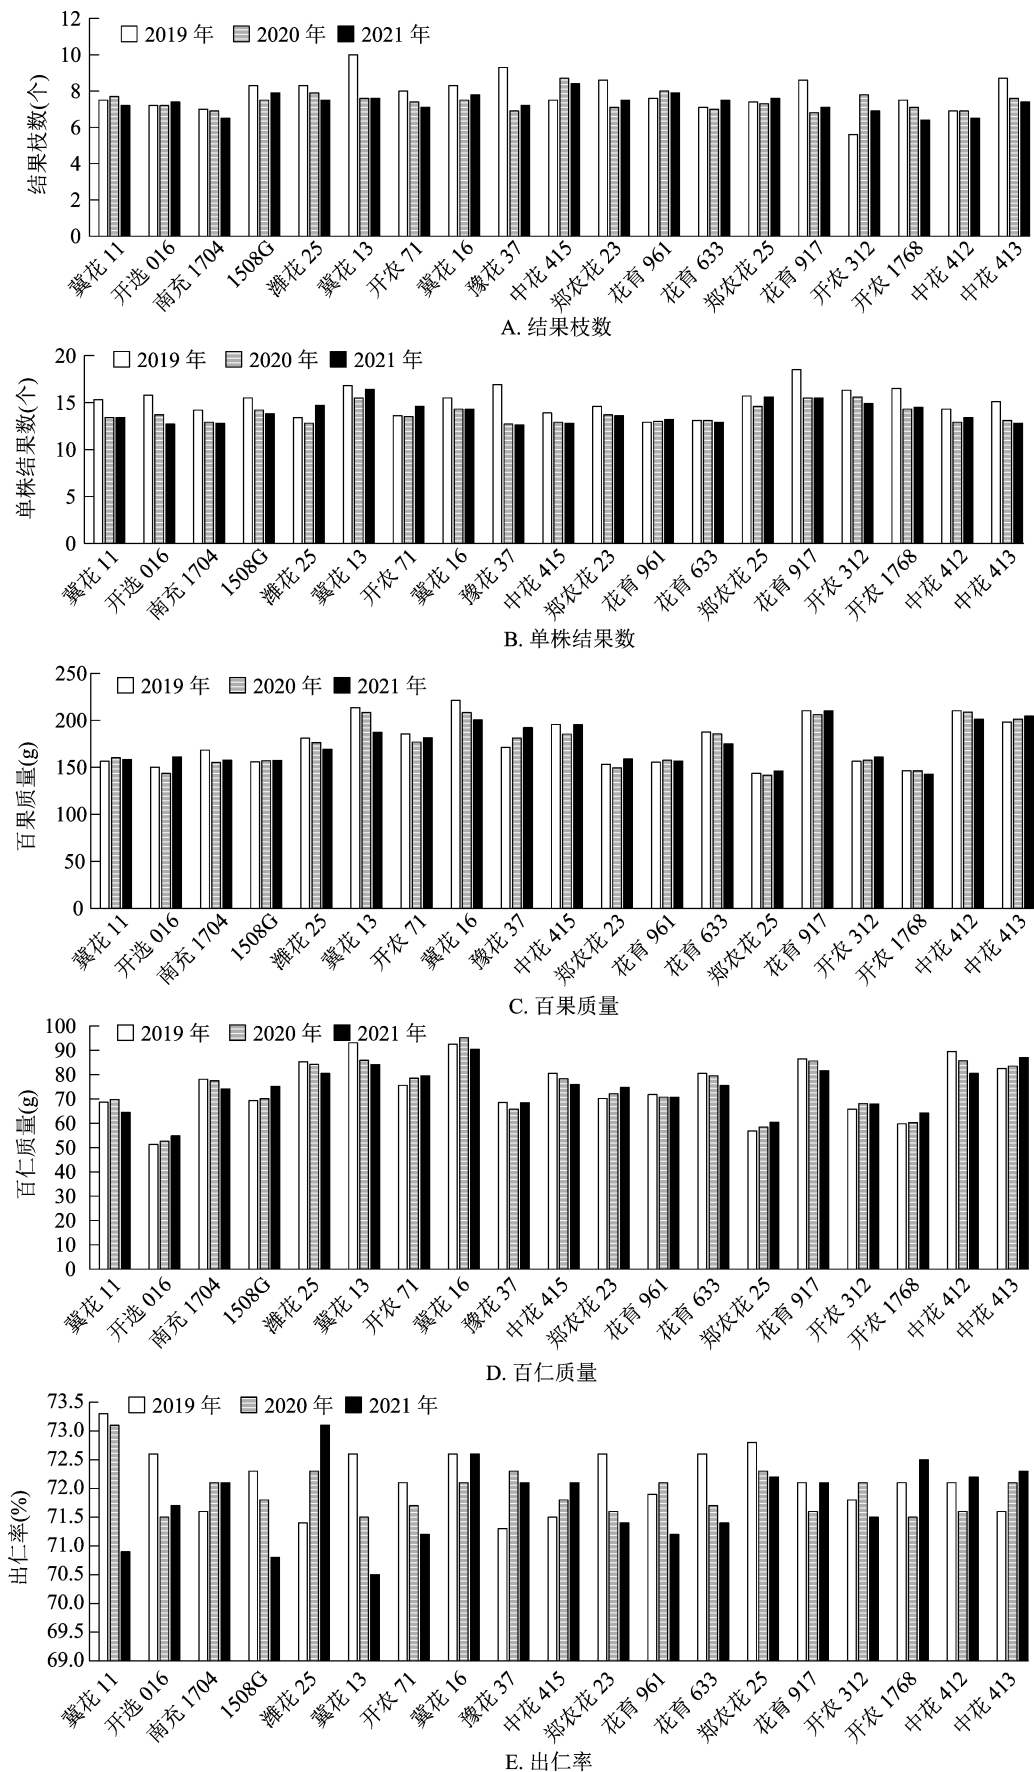 12
10
8
6
4
2
0
结果枝数(个)
2019 年 2020 年 2021 年
冀花 11 开选 016 南充 1704 1508G 潍花 25 冀花 13 开农 71 冀花 16 豫花 37 中花 415 郑农花 23 花育 961 花育 633 郑农花 25 花育 917 开农 312 开农 1768 中花 412 中花 413
A. 结果枝数
20
15
10
5
0
单株结果数(个)
2019 年 2020 年 2021 年
冀花 11 开选 016 南充 1704 1508G 潍花 25 冀花 13 开农 71 冀花 16 豫花 37 中花 415 郑农花 23 花育 961 花育 633 郑农花 25 花育 917 开农 312 开农 1768 中花 412 中花 413
B. 单株结果数
250
200
150
100
50
0
百果质量(g)
2019 年 2020 年 2021 年
冀花 11 开选 016 南充 1704 1508G 潍花 25 冀花 13 开农 71 冀花 16 豫花 37 中花 415 郑农花 23 花育 961 花育 633 郑农花 25 花育 917 开农 312 开农 1768 中花 412 中花 413
C. 百果质量
100
90
80
70
60
50
40
30
20
10
0
百仁质量(g)
2019 年 2020 年 2021 年
冀花 11 开选 016 南充 1704 1508G 潍花 25 冀花 13 开农 71 冀花 16 豫花 37 中花 415 郑农花 23 花育 961 花育 633 郑农花 25 花育 917 开农 312 开农 1768 中花 412 中花 413
D. 百仁质量
73.5
73.0
72.5
72.0
71.5
71.0
70.5
70.0
69.5
69.0
出仁率(%)
2019 年 2020 年 2021 年
冀花 11 开选 016 南充 1704 1508G 潍花 25 冀花 13 开农 71 冀花 16 豫花 37 中花 415 郑农花 23 花育 961 花育 633 郑农花 25 花育 917 开农 312 开农 1768 中花 412 中花 413
E. 出仁率